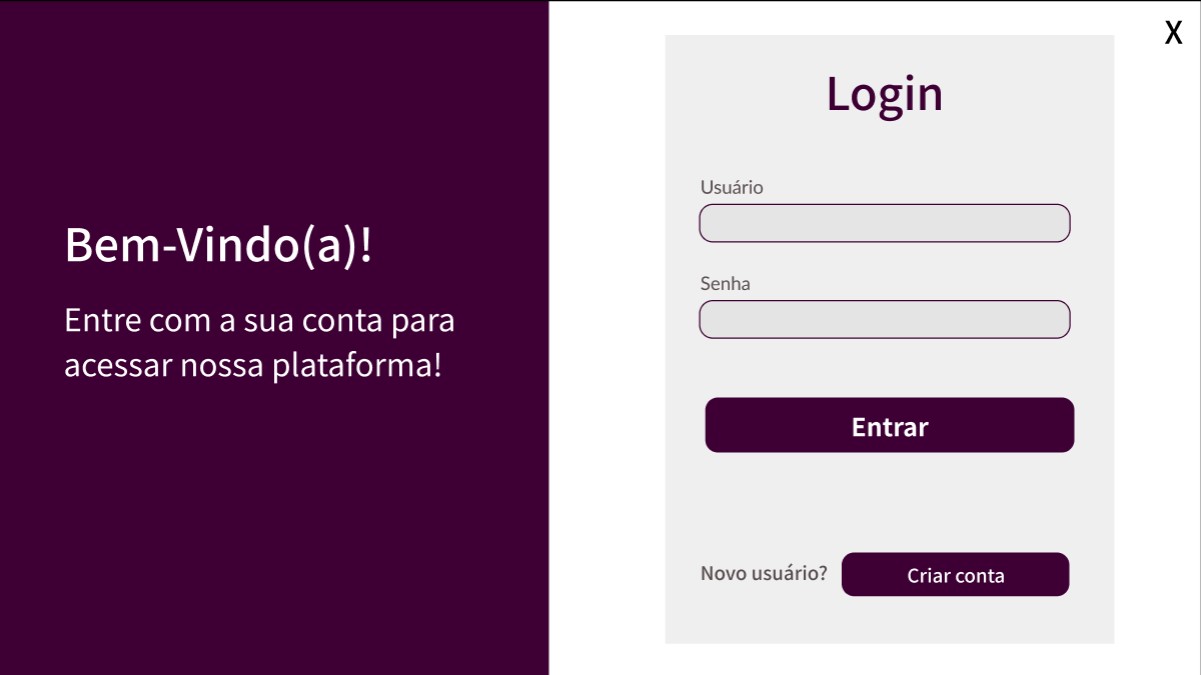 Bem-Vindo(a)!
Entre com a sua conta para
acessar nossa plataforma!
X
Login
Usuário
Senha
Entrar
Novo usuário?
Criar conta